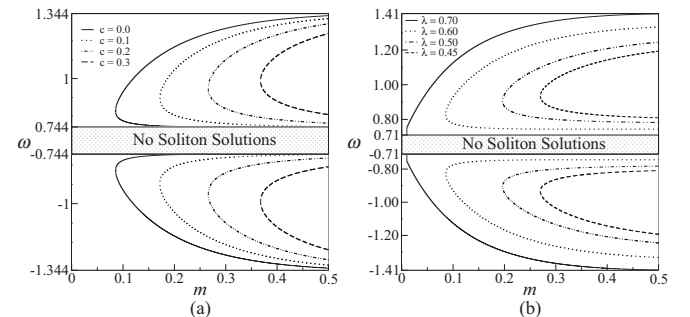 1.344
c = 0.0
c = 0.1
c = 0.2
c = 0.3
1
0.744
ω
No Soliton Solutions
-0.744
-1
-1.344
0 0.1 0.2 0.3 0.4 0.5
m
(a)
1.41
λ = 0.70
λ = 0.60
λ = 0.50
λ = 0.45
1.20
1.00
0.80
0.71
ω
No Soliton Solutions
-0.71
-0.80
-1.00
-1.20
-1.41
0 0.1 0.2 0.3 0.4 0.5
m
(b)